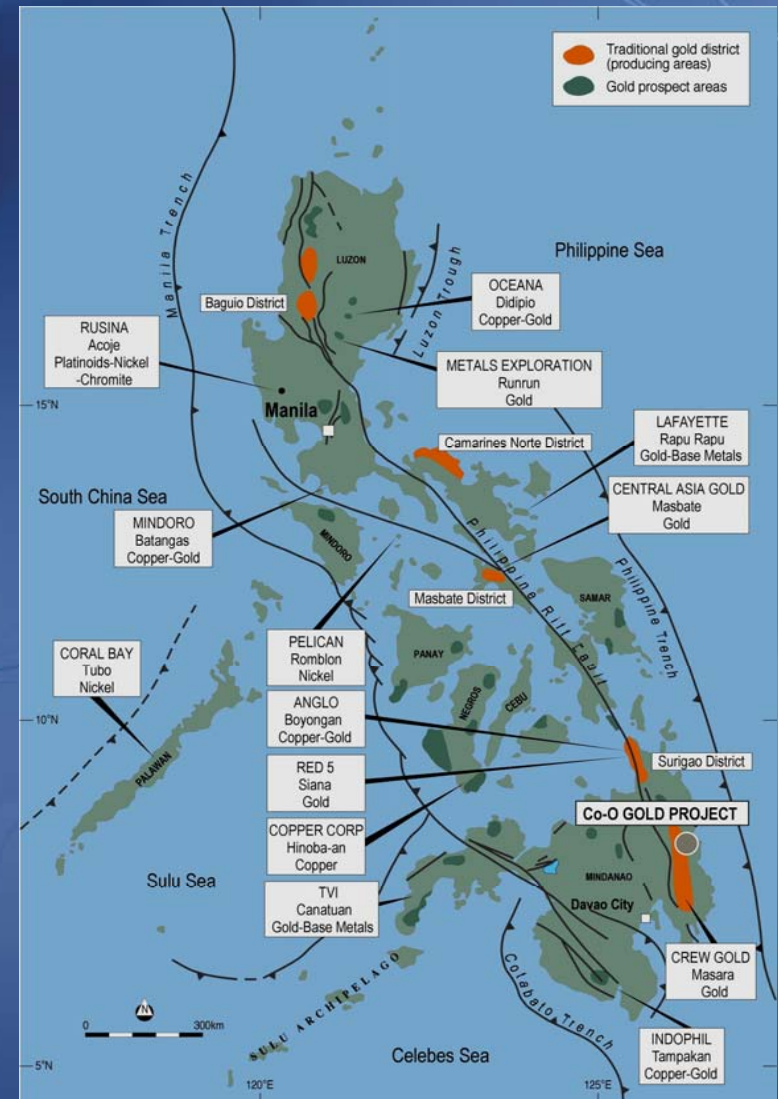 Traditional gold district
(producing areas)
Gold prospect areas
Manila Trench
LUZON
Philippine Sea
Luzon Trough
Baguio District
OCEANA
Didipio
Copper-Gold
RUSINA
Acoje
Platinoids-Nickel
-Chromite
METALS EXPLORATION
Runrun
Gold
15°N
Manila
LAFAYETTE
Rapu Rapu
Gold-Base Metals
Camarines Norte District
CENTRAL ASIA GOLD
Masbate
Gold
South China Sea
MINDORO
Batangas
Copper-Gold
MINDORO
Philippine Rift Fault
Philippine Trench
Masbate District
SAMAR
CORAL BAY
Tubo
Nickel
PELICAN
Romblon
Nickel
PANAY
NEGROS
CEBU
ANGLO
Boyongan
Copper-Gold
10°N
PALAWAN
RED 5
Siana
Gold
Surigao District
Co-O GOLD PROJECT
COPPER CORP
Hinoba-an
Copper
Sulu Sea
TVI
Canatuan
Gold-Base Metals
MINDANAO
Davao City
CREW GOLD
Masara
Gold
SULU ARCHIPELAGO
Cotabato Trench
N
0 300km
INDOPHIL
Tampakan
Copper-Gold
Celebes Sea
5°N
120°E 125°E